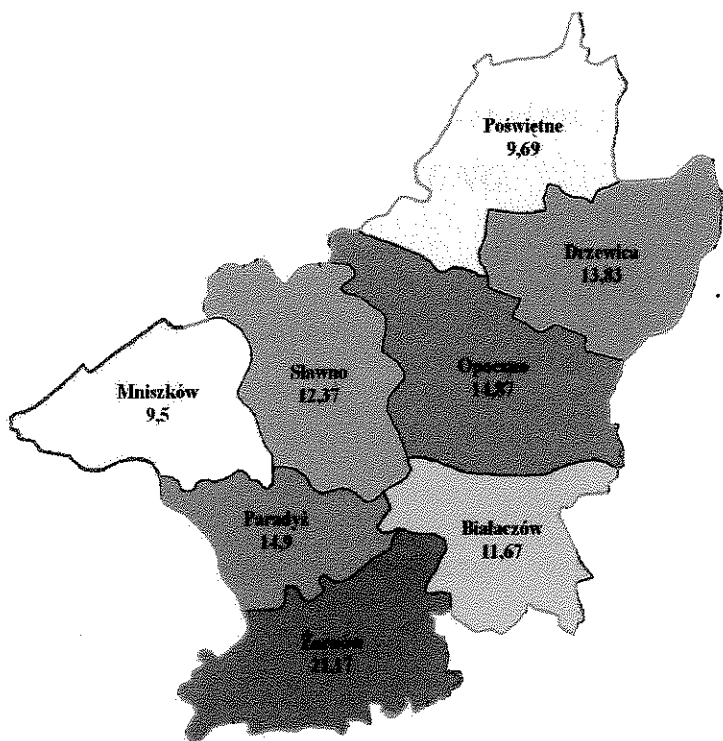 Poświętne
9,69
Drzewica
13,83
Opoczno
14,87
Sławno
12,37
Mniszków
9,5
Paradyż
14,9
Białaczów
11,67
Żarnów
21,17